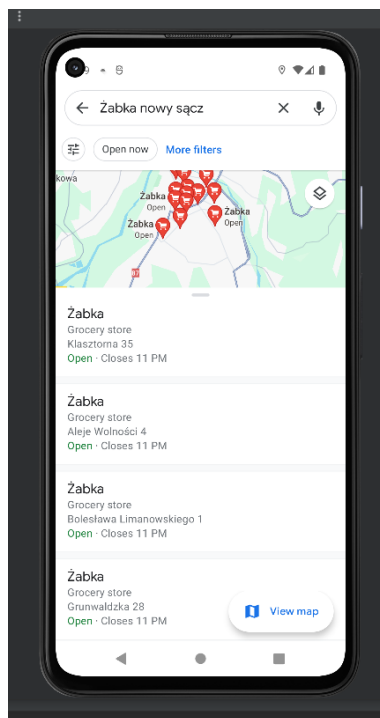 Żabka nowy sącz
Open now
More filters
kowa
Żabka
Open
Żabka
Open
Żabka
Open
Żabka
Grocery store
Klasztorna 35
Open · Closes 11 PM
Żabka
Grocery store
Aleje Wolności 4
Open · Closes 11 PM
Żabka
Grocery store
Bolesława Limanowskiego 1
Open · Closes 11 PM
Żabka
Grocery store
Grunwaldzka 28
Open · Closes 11 PM
View map